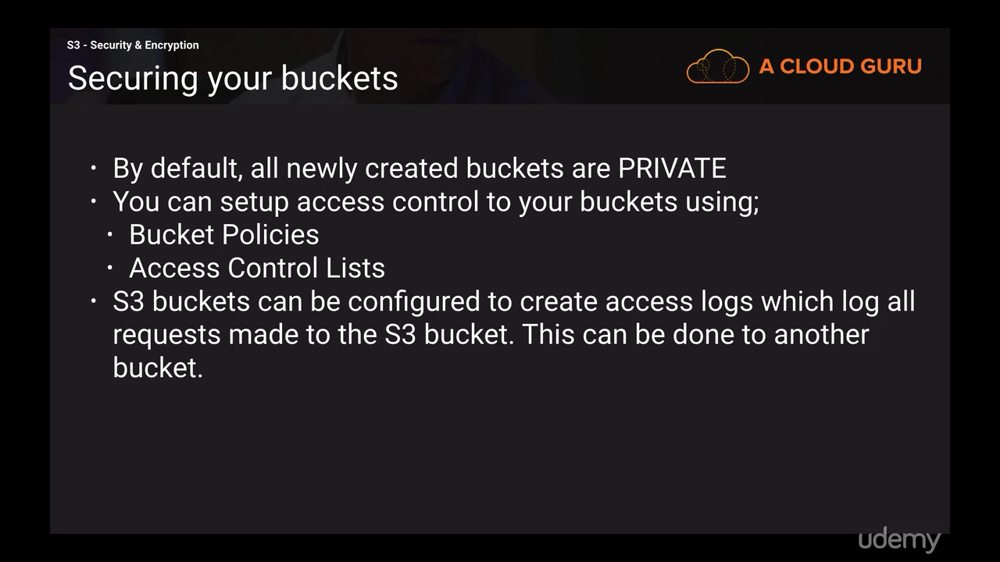 S3 - Security & Encryption
Securing your buckets
A CLOUD GURU
• By default, all newly created buckets are PRIVATE
• You can setup access control to your buckets using;
• Bucket Policies
• Access Control Lists
• S3 buckets can be configured to create access logs which log all
requests made to the S3 bucket. This can be done to another
bucket.
udemy